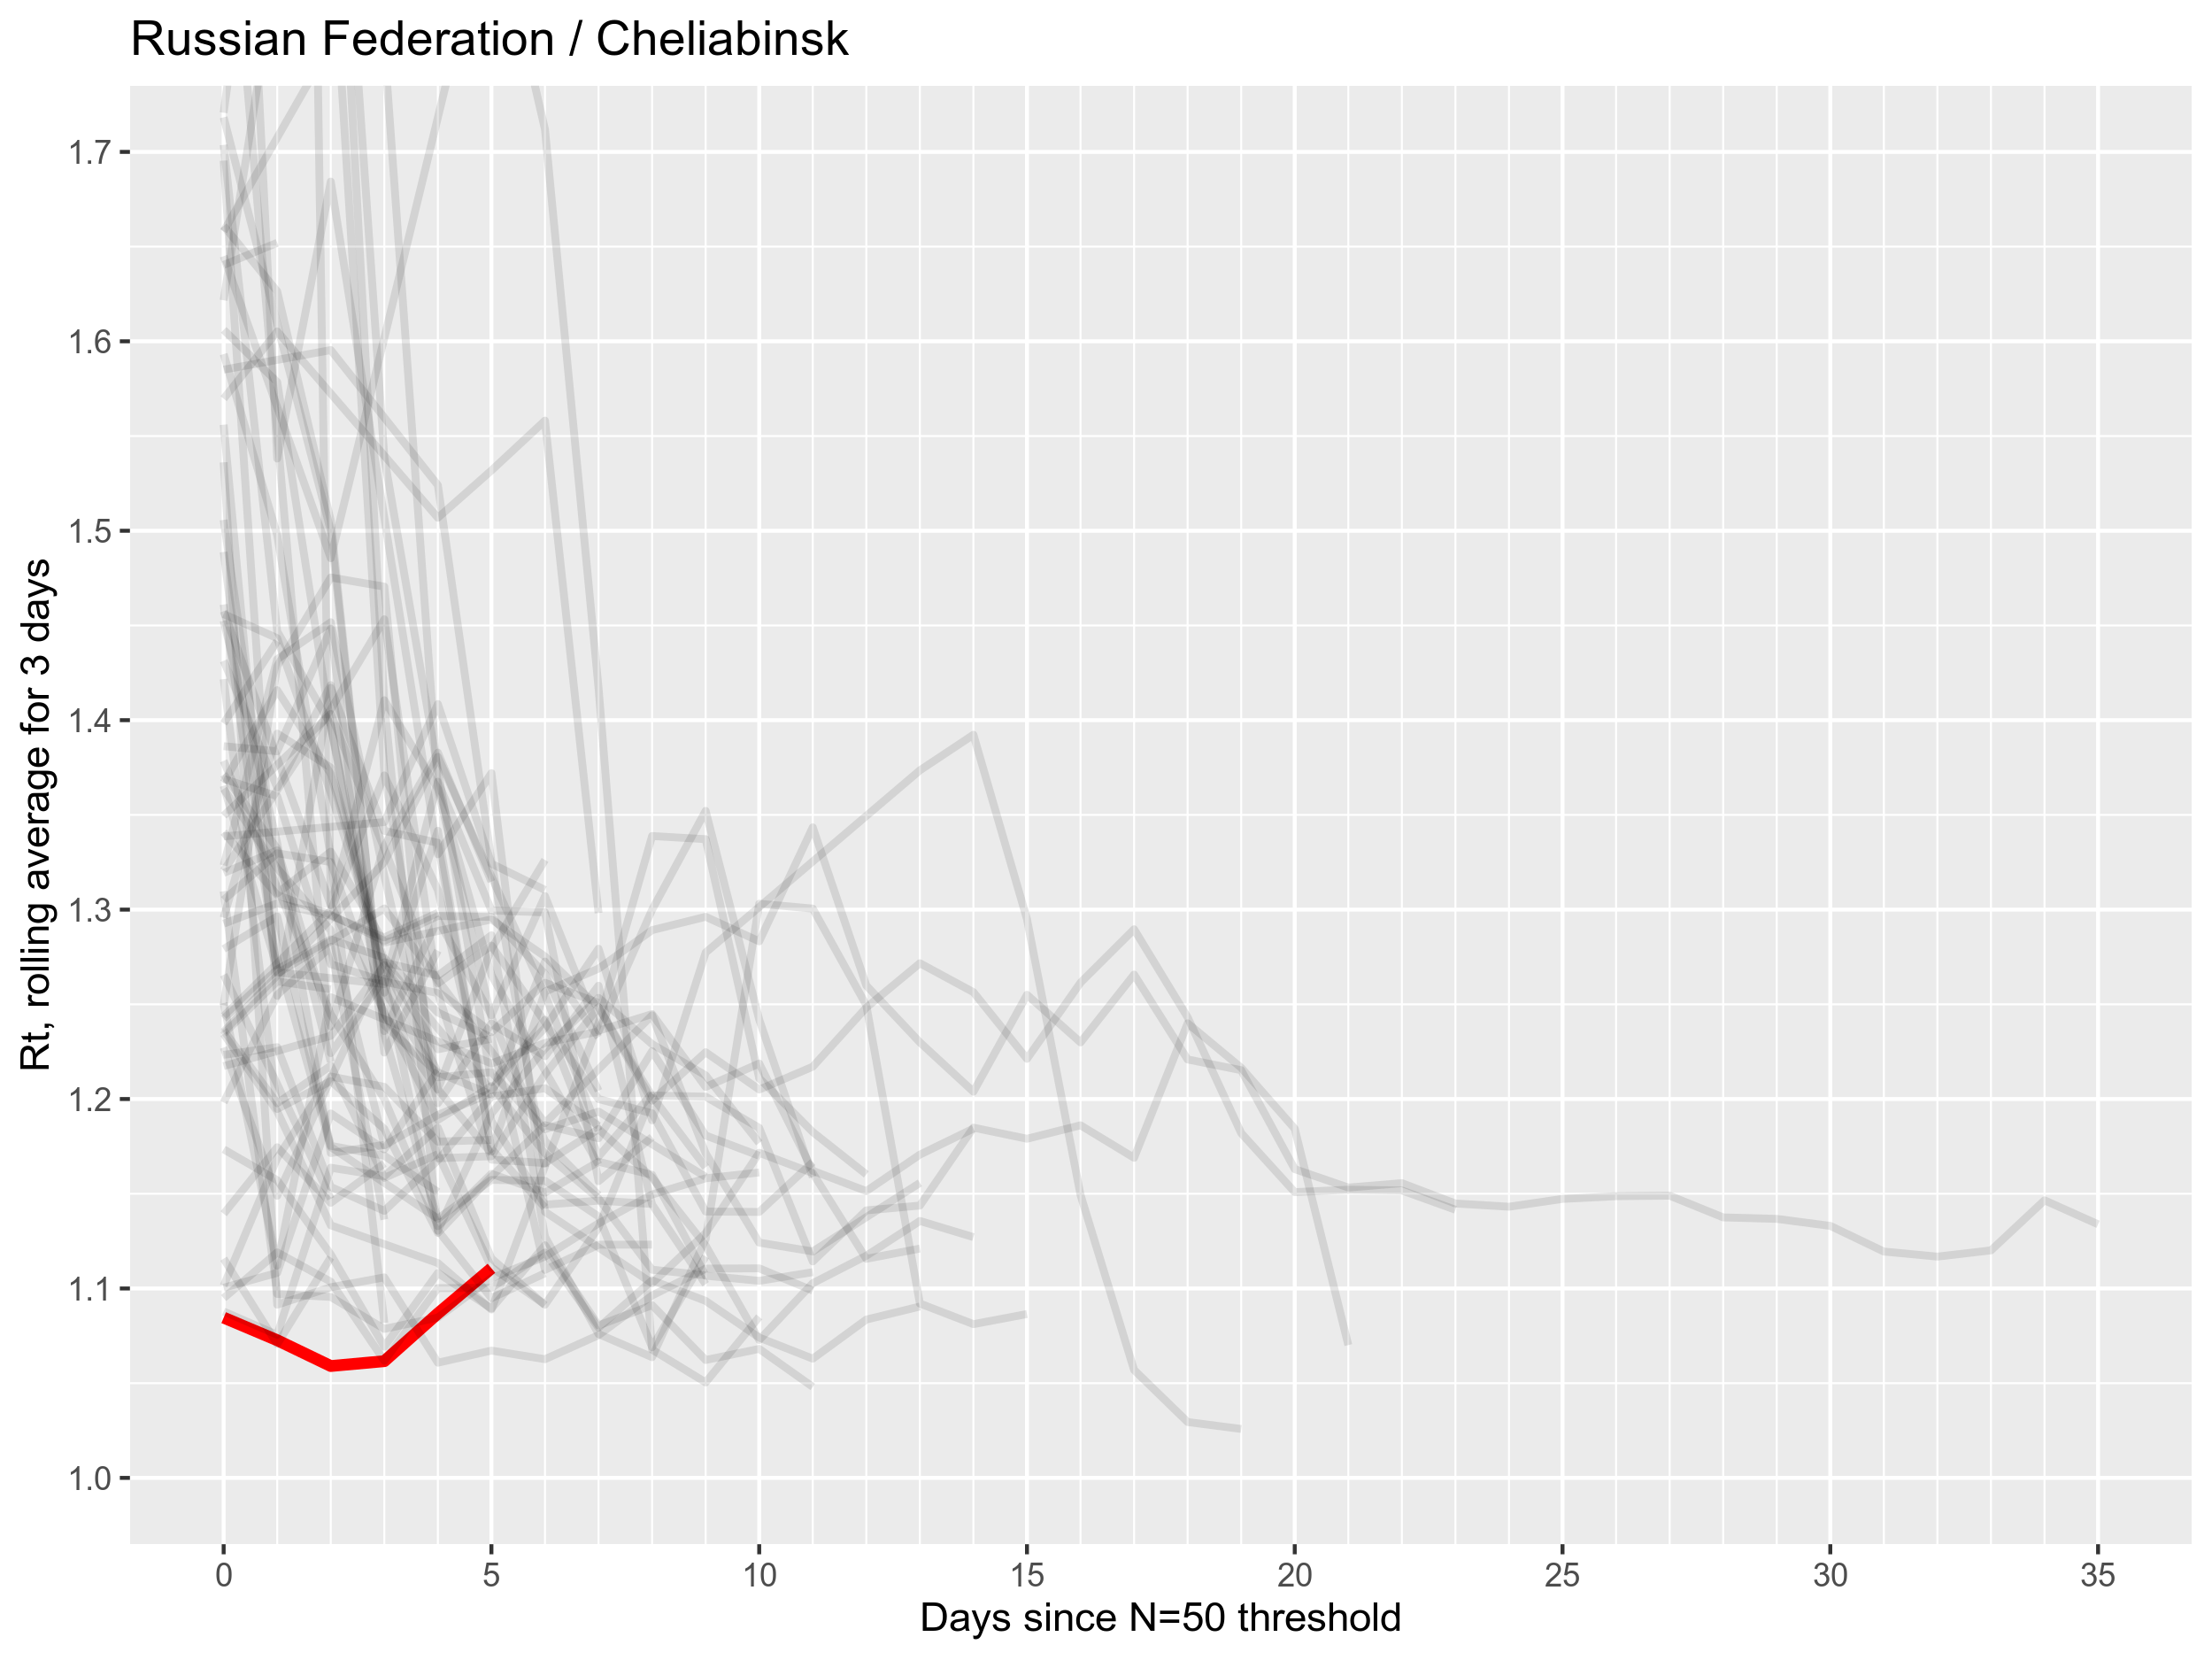 Russian Federation / Cheliabinsk
Rt, rolling average for 3 days
1.7
1.6
1.5
1.4
1.3
1.2
1.1
1.0
0 5 10 15 20 25 30 35
Days since N=50 threshold